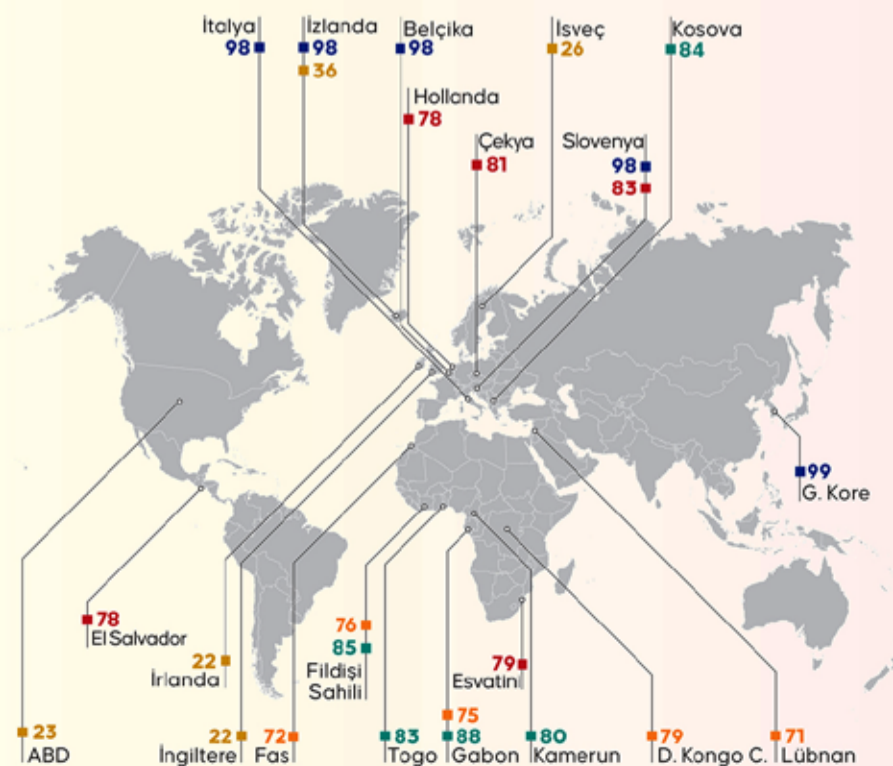 İtalya
98
İzlanda
98
36
Belçika
98
İsveç
26
Kosova
84
Hollanda
78
Çekya
81
Slovenya
98
83
99
G. Kore
78
El Salvador
22
İrlanda
76
85
Fildişi
Sahili
79
Esvatini
23
ABD
22
İngiltere
72
Fas
83
Togo
75
88
Gabon
80
Kamerun
79
D. Kongo C.
71
Lübnan